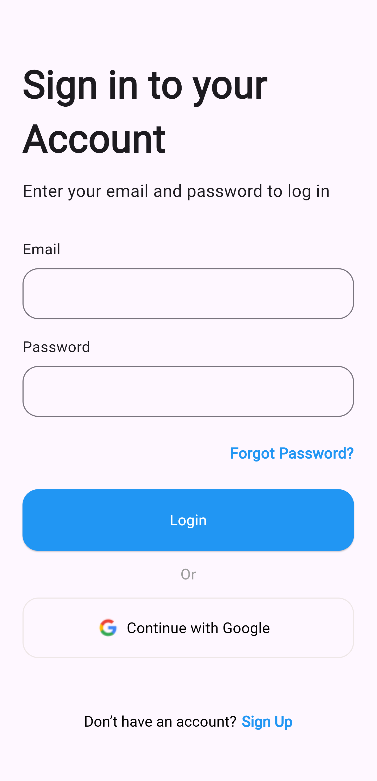 Sign in to your
Account
Enter your email and password to log in
Email
Password
Forgot Password?
Login
Or
Continue with Google
Don’t have an account? Sign Up